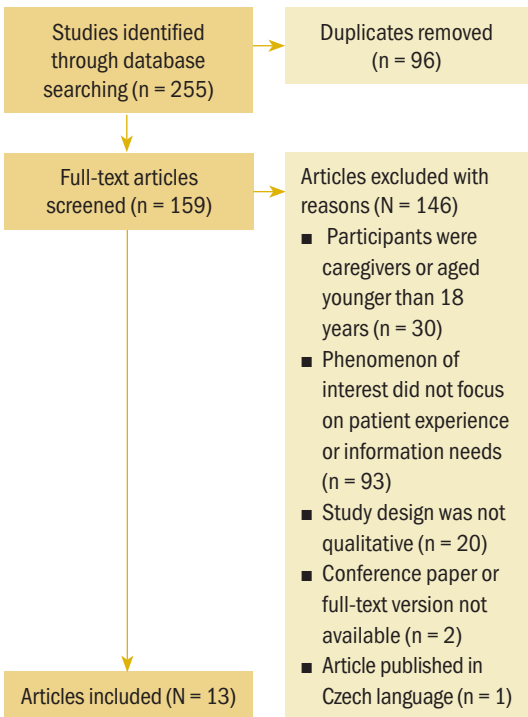 Studies identified
through database
searching (n = 255)
Duplicates removed
(n = 96)
Full-text articles
screened (n = 159)
Articles excluded with
reasons (N = 146)
■ Participants were
caregivers or aged
younger than 18
years (n = 30)
■ Phenomenon of
interest did not focus
on patient experience
or information needs
(n = 93)
■ Study design was not
qualitative (n = 20)
■ Conference paper or
full-text version not
available (n = 2)
■ Article published in
Czech language (n = 1)
Articles included (N = 13)